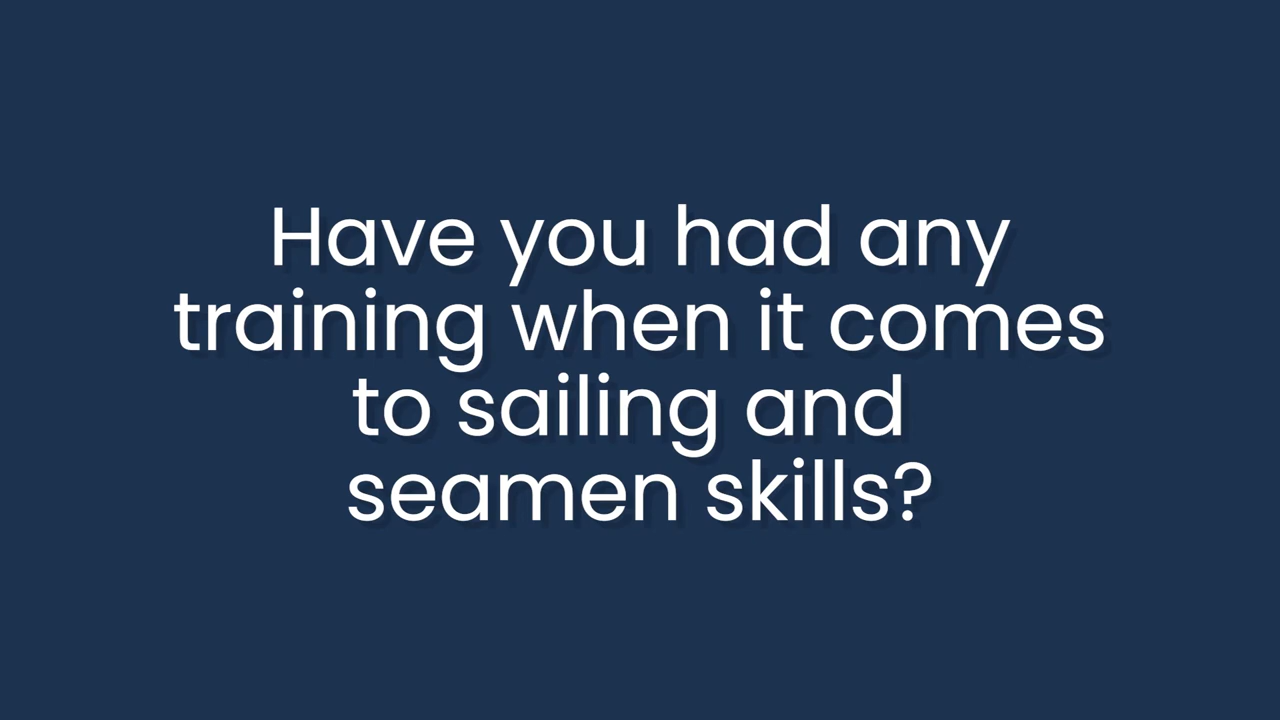 Have you had any
training when it comes
to sailing and
seamen skills?